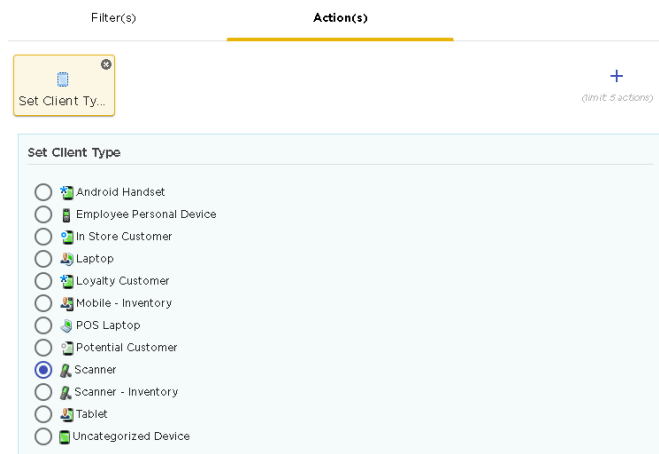 Filter(s)
Action(s)
Set Client Ty...
(limit: 5 actions)
Set Client Type
Android Handset
Employee Personal Device
In Store Customer
Laptop
Loyalty Customer
Mobile - Inventory
POS Laptop
Potential Customer
Scanner
Scanner - Inventory
Tablet
Uncategorized Device